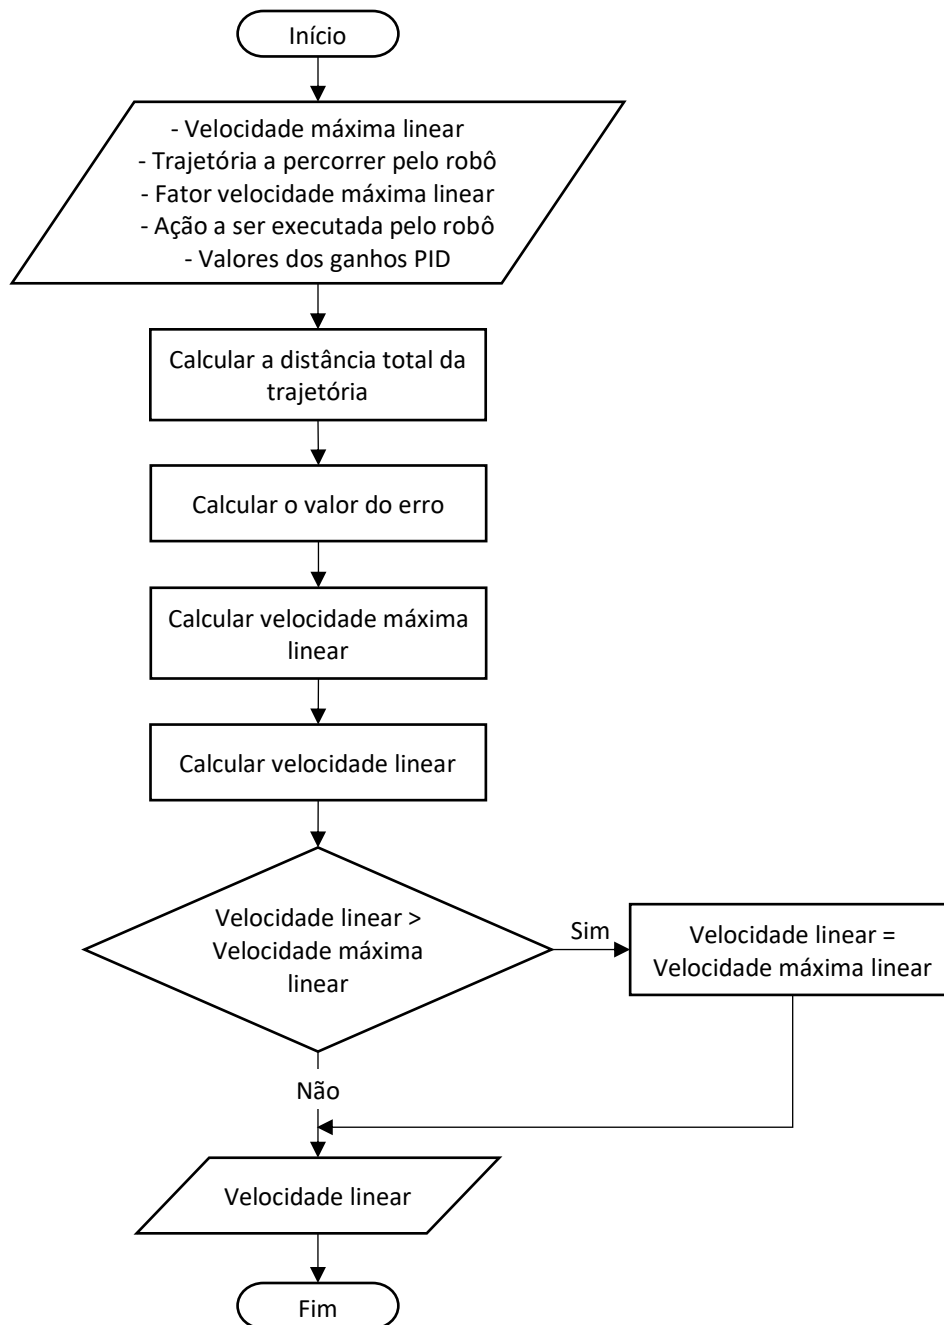 Início
- Velocidade máxima linear
- Trajetória a percorrer pelo robô
- Fator velocidade máxima linear
- Ação a ser executada pelo robô
- Valores dos ganhos PID
Calcular a distância total da
trajetória
Calcular o valor do erro
Calcular velocidade máxima
linear
Calcular velocidade linear
Velocidade linear >
Velocidade máxima
linear
Sim
Velocidade linear =
Velocidade máxima linear
Não
Velocidade linear
Fim